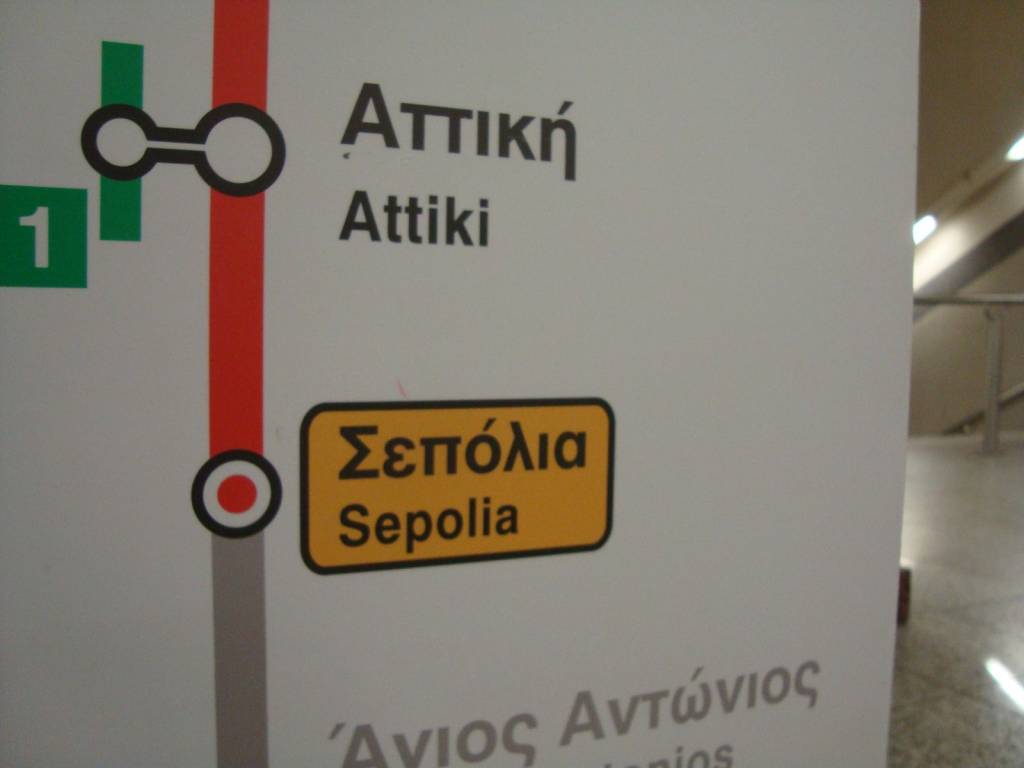 Αττική
Attiki
1
Σεπόλια
Sepolia
Άγιος Αντώνιος